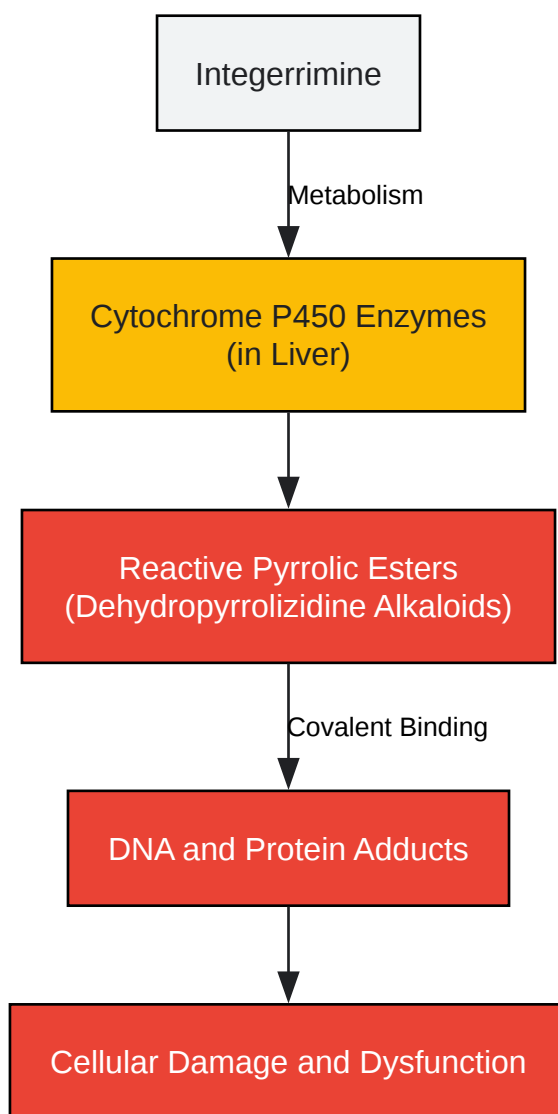 Integerrimine
Metabolism
Cytochrome P450 Enzymes
(in Liver)
Reactive Pyrrolic Esters
(Dehydropyrrolizidine Alkaloids)
Covalent Binding
DNA and Protein Adducts
Cellular Damage and Dysfunction